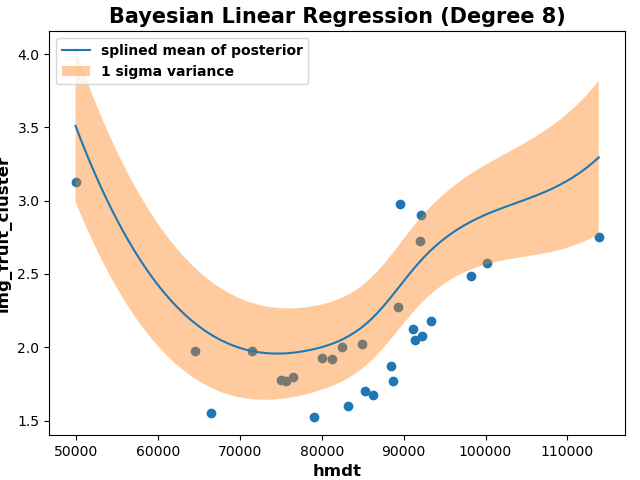 Bayesian Linear Regression (Degree 8)
splined mean of posterior
1 sigma variance
img_fruit_cluster
4.0
3.5
3.0
2.5
2.0
1.5
50000 60000 70000 80000 90000 100000 110000
hmdt